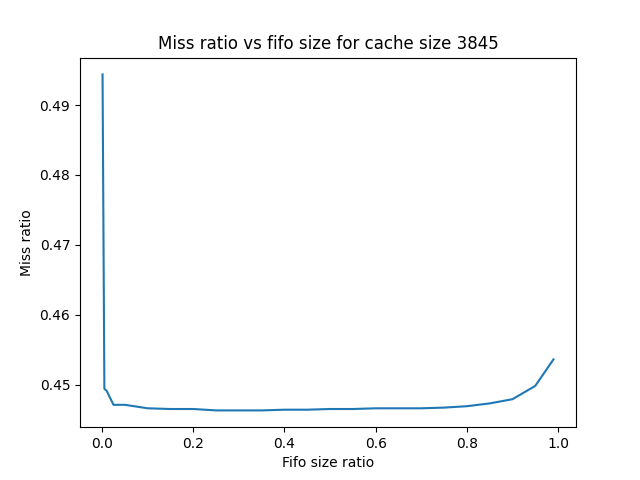 Miss ratio vs fifo size for cache size 3845
0.49
0.48
0.47
0.46
0.45
Miss ratio
0.0 0.2 0.4 0.6 0.8 1.0
Fifo size ratio